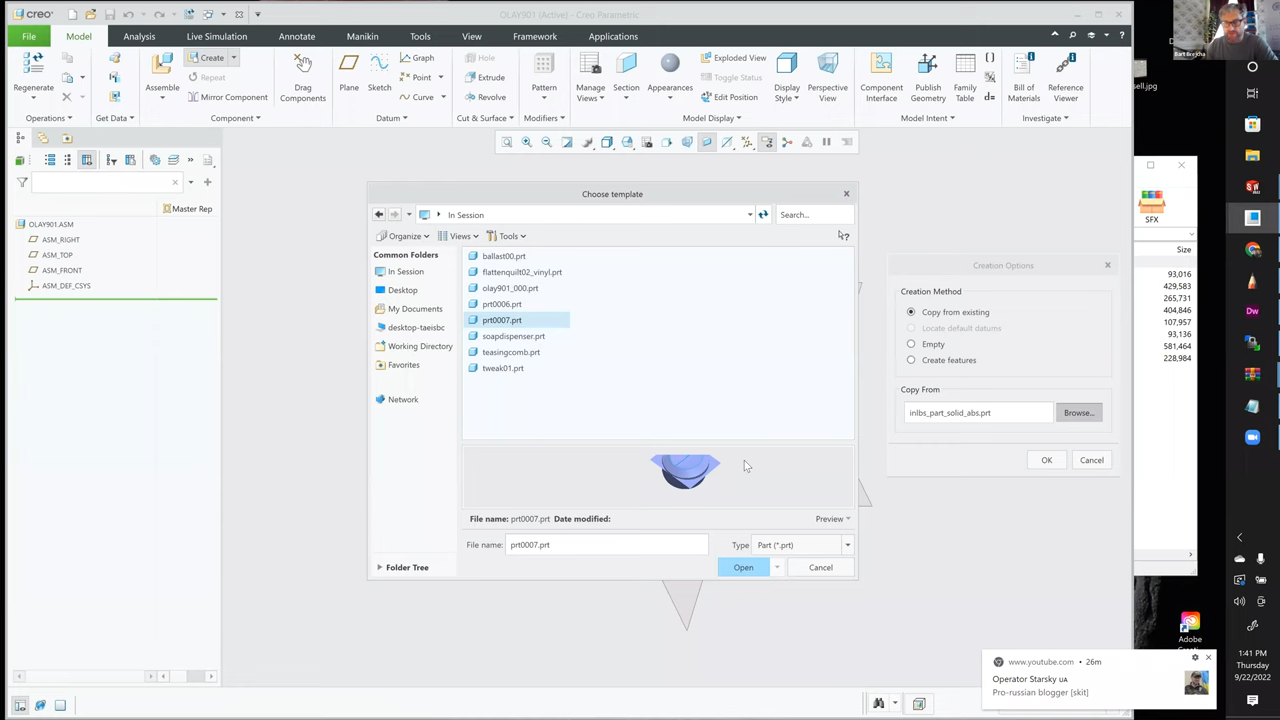 creo
OLAY901 (Active) - Creo Parametric
File Model Analysis Live Simulation Annotate Manikin Tools View Framework Applications
Bart Brejcha
Regenerate
Operations
Get Data
Assemble
Create
Repeat
Mirror Component
Component
Drag Components
Plane
Sketch
Graph
Point
Curve
Datum
Extrude
Revolve
Cut & Surface
Pattern
Modifiers
Manage Views
Section
Appearances
Exploded View
Toggle Status
Edit Position
Display Style
Perspective View
Model Display
Component Interface
Publish Geometry
Family Table
d=
Model Intent
Bill of Materials
Reference Viewer
Investigate
sell.jpg
Master Rep
OLAY901.ASM
ASM_RIGHT
ASM_TOP
ASM_FRONT
ASM_DEF_CSYS
Choose template
In Session
Search...
Organize Views Tools
Common Folders
In Session
Desktop
My Documents
desktop-taeisbc
Working Directory
Favorites
Network
Folder Tree
ballast00.prt
flattenquilt02_vinyl.prt
olay901_000.prt
prt0006.prt
prt0007.prt
soapdispenser.prt
teasingcomb.prt
tweak01.prt
File name: prt0007.prt Date modified:
Preview
File name: prt0007.prt
Type Part (*.prt)
Open Cancel
Creation Options
Creation Method
Copy from existing
Locate default datums
Empty
Create features
Copy From
inlbs_part_solid_abs.prt
Browse...
OK Cancel
SFX
Size
93,016
429,583
265,731
404,846
107,957
93,136
581,464
228,984
Dw
Adobe
1:41 PM
Thursday
9/22/2022
www.youtube.com • 26m
Operator Starsky UA
Pro-russian blogger [skit]